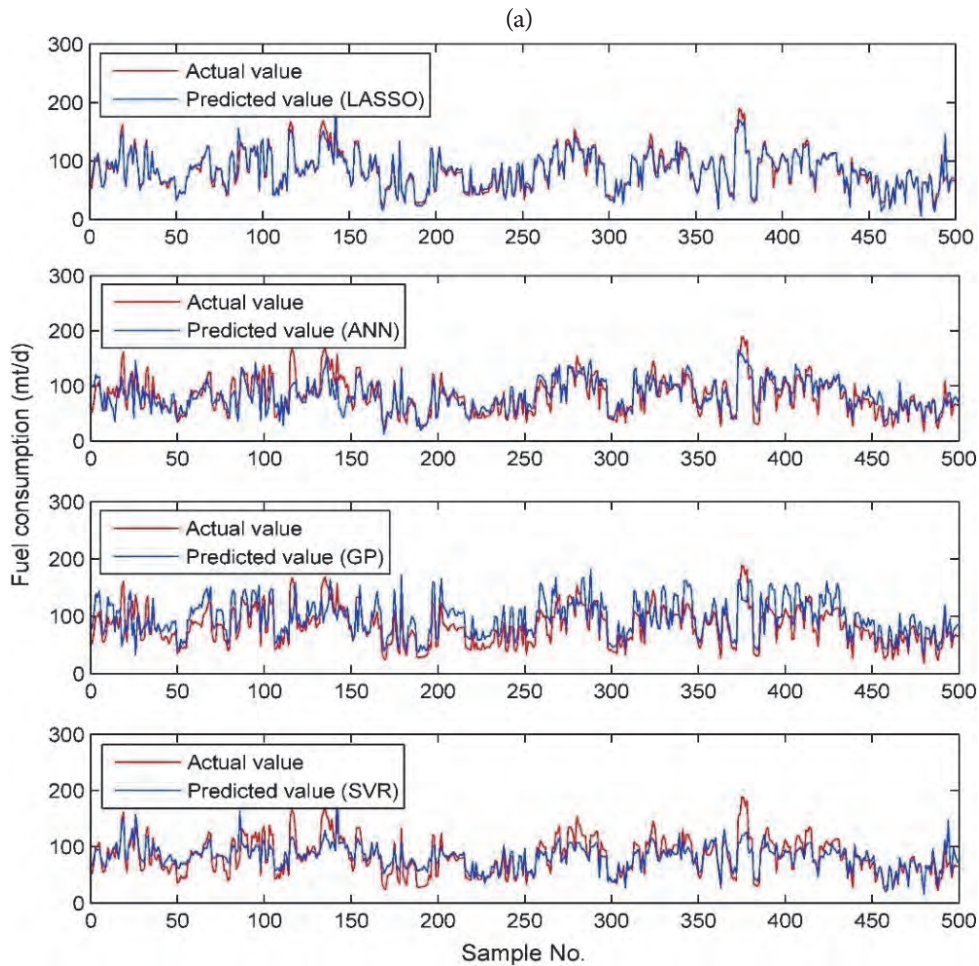 (a)
300
200
100
0
Actual value
Predicted value (LASSO)
0 50 100 150 200 250 300 350 400 450 500
300
200
100
0
Actual value
Predicted value (ANN)
0 50 100 150 200 250 300 350 400 450 500
Fuel consumption (mt/d)
300
200
100
0
Actual value
Predicted value (GP)
0 50 100 150 200 250 300 350 400 450 500
300
200
100
0
Actual value
Predicted value (SVR)
0 50 100 150 200 250 300 350 400 450 500
Sample No.